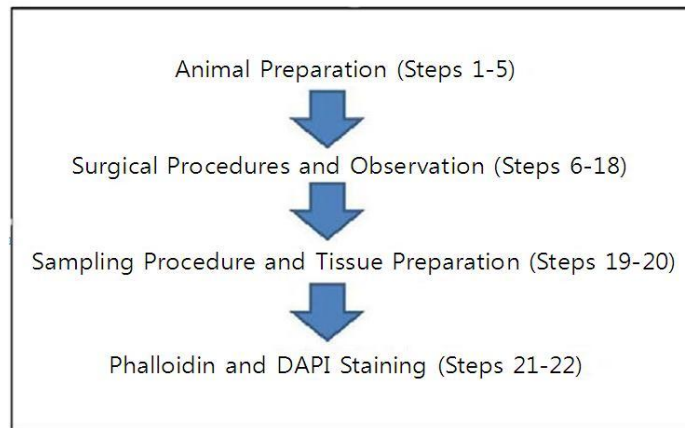 Animal Preparation (Steps 1-5)
Surgical Procedures and Observation (Steps 6-18)
Sampling Procedure and Tissue Preparation (Steps 19-20)
Phalloidin and DAPI Staining (Steps 21-22)